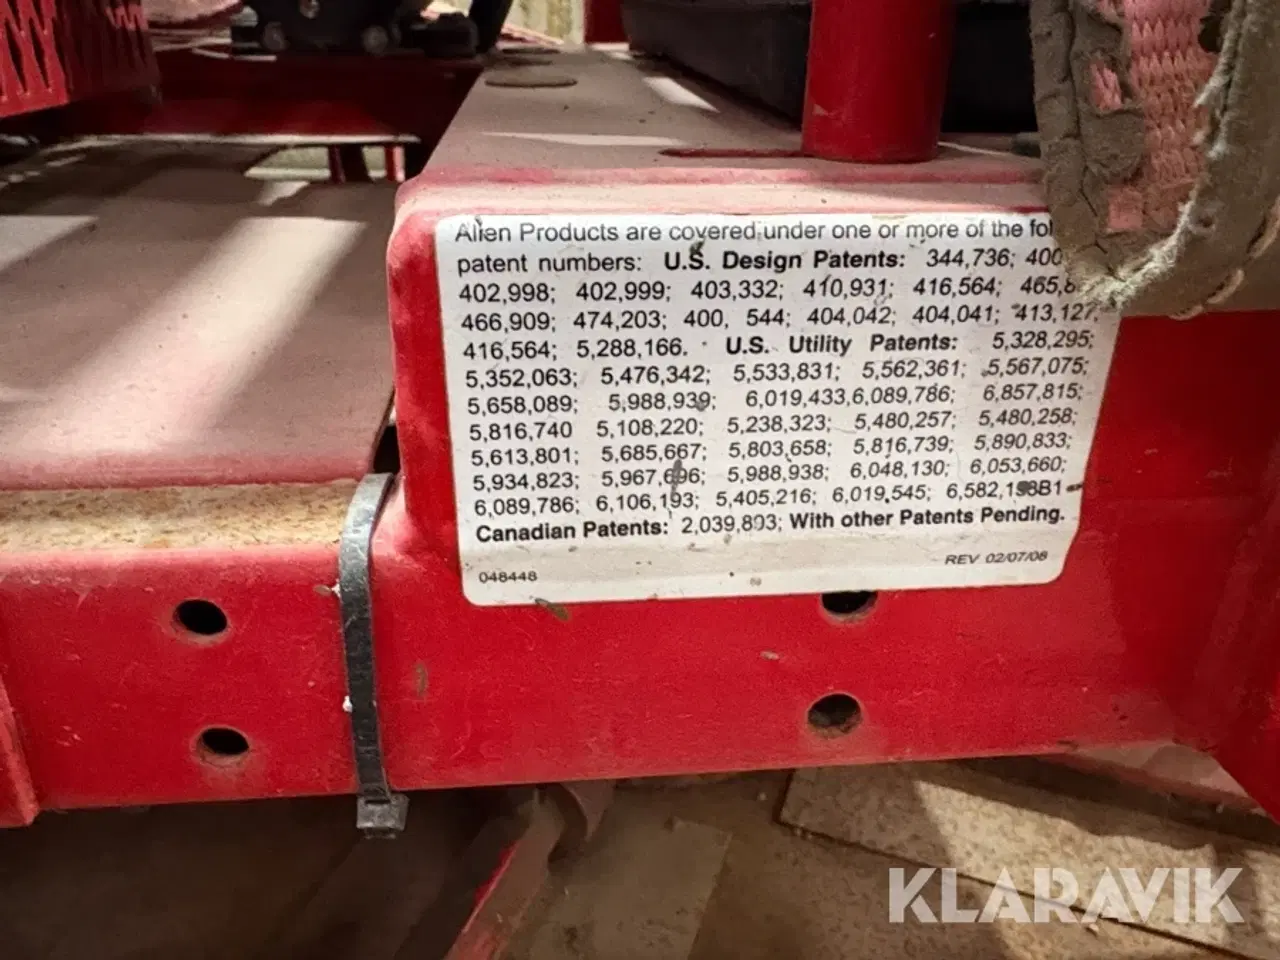 Allen Products are covered under one or more of the
patent numbers: U.S. Design Patents: 344,736;
402,998; 402,999; 403,332; 410,931; 416,564;
466,909; 474,203; 400, 544; 404,042; 404,041; 413,127;
416,564; 5,288,166. U.S. Utility Patents: 5,328,295;
5,352,063; 5,476,342; 5,533,831; 5,562,361; 5,567,075;
5,658,089; 5,988,939; 6,019,433,6,089,786; 6,857,815;
5,816,740 5,108,220; 5,238,323; 5,480,257; 5,480,258;
5,613,801; 5,685,667; 5,803,658; 5,816,739; 5,890,833;
5,934,823; 5,967,696; 5,988,938; 6,048,130; 6,053,660;
6,089,786; 6,106,193; 5,405,216; 6,019,545;
Canadian Patents: 2,039,893; With other Patents Pending.
048448 REV 02/07/08
KLARAVIK